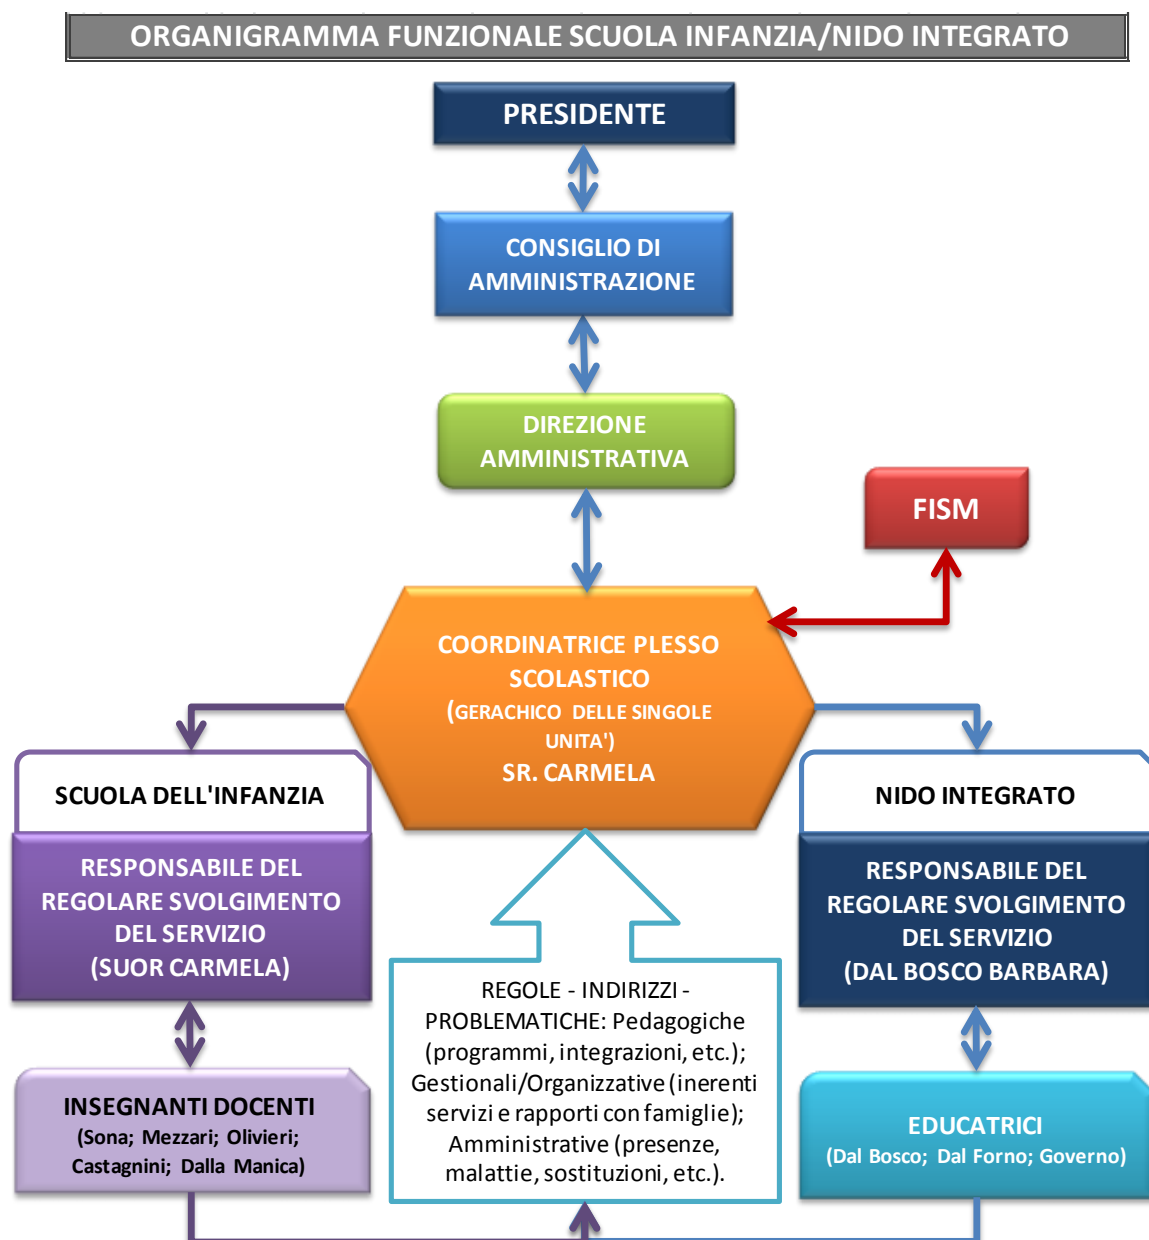 ORGANIGRAMMA FUNZIONALE SCUOLA INFANZIA/NIDO INTEGRATO
PRESIDENTE
CONSIGLIO DI
AMMINISTRAZIONE
DIREZIONE
AMMINISTRATIVA
FISM
COORDINATRICE PLESSO
SCOLASTICO
(GERACHICO DELLE SINGOLE
UNITA')
SR. CARMELA
SCUOLA DELL'INFANZIA
RESPONSABILE DEL
REGOLARE SVOLGIMENTO
DEL SERVIZIO
(SUOR CARMELA)
INSEGNANTI DOCENTI
(Sona; Mezzari; Olivieri;
Castagnini; Dalla Manica)
REGOLE - INDIRIZZI -
PROBLEMATICHE: Pedagogiche
(programmi, integrazioni, etc.);
Gestionali/Organizzative (inerenti
servizi e rapporti con famiglie);
Amministrative (presenze,
malattie, sostituzioni, etc.).
NIDO INTEGRATO
RESPONSABILE DEL
REGOLARE SVOLGIMENTO
DEL SERVIZIO
(DAL BOSCO BARBARA)
EDUCATRICI
(Dal Bosco; Dal Forno; Governo)